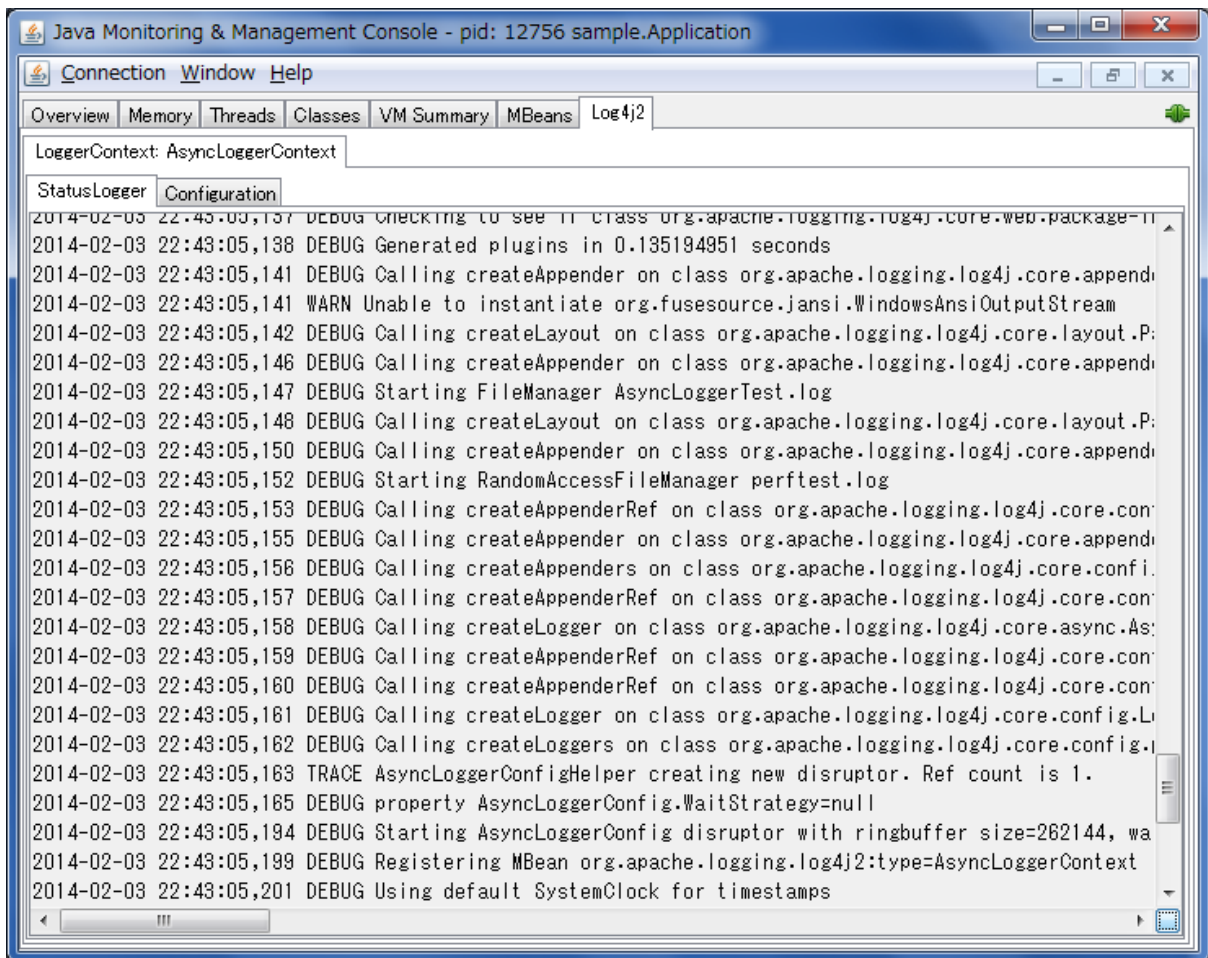 Java Monitoring & Management Console - pid: 12756 sample.Application
Connection Window Help
Overview Memory Threads Classes VM Summary MBeans Log4j2
LoggerContext: AsyncLoggerContext
StatusLogger Configuration
2014-02-03 22:43:05,137 DEBUG Checking to see if class org.apache.logging.log4j.core.web.package-i
2014-02-03 22:43:05,138 DEBUG Generated plugins in 0.135194951 seconds
2014-02-03 22:43:05,141 DEBUG Calling createAppender on class org.apache.logging.log4j.core.append
2014-02-03 22:43:05,141 WARN Unable to instantiate org.fusesource.jansi.WindowsAnsiOutputStream
2014-02-03 22:43:05,142 DEBUG Calling createLayout on class org.apache.logging.log4j.core.layout.P
2014-02-03 22:43:05,146 DEBUG Calling createAppender on class org.apache.logging.log4j.core.append
2014-02-03 22:43:05,147 DEBUG Starting FileManager AsyncLoggerTest.log
2014-02-03 22:43:05,148 DEBUG Calling createLayout on class org.apache.logging.log4j.core.layout.P
2014-02-03 22:43:05,150 DEBUG Calling createAppender on class org.apache.logging.log4j.core.append
2014-02-03 22:43:05,152 DEBUG Starting RandomAccessFileManager perftest.log
2014-02-03 22:43:05,153 DEBUG Calling createAppenderRef on class org.apache.logging.log4j.core.con
2014-02-03 22:43:05,155 DEBUG Calling createAppender on class org.apache.logging.log4j.core.append
2014-02-03 22:43:05,156 DEBUG Calling createAppenders on class org.apache.logging.log4j.core.confi
2014-02-03 22:43:05,157 DEBUG Calling createAppenderRef on class org.apache.logging.log4j.core.con
2014-02-03 22:43:05,158 DEBUG Calling createLogger on class org.apache.logging.log4j.core.async.As
2014-02-03 22:43:05,159 DEBUG Calling createAppenderRef on class org.apache.logging.log4j.core.con
2014-02-03 22:43:05,160 DEBUG Calling createAppenderRef on class org.apache.logging.log4j.core.con
2014-02-03 22:43:05,161 DEBUG Calling createLogger on class org.apache.logging.log4j.core.config.L
2014-02-03 22:43:05,162 DEBUG Calling createLoggers on class org.apache.logging.log4j.core.config.
2014-02-03 22:43:05,163 TRACE AsyncLoggerConfigHelper creating new disruptor. Ref count is 1.
2014-02-03 22:43:05,165 DEBUG property AsyncLoggerConfig.WaitStrategy=null
2014-02-03 22:43:05,194 DEBUG Starting AsyncLoggerConfig disruptor with ringbuffer size=262144, wa
2014-02-03 22:43:05,199 DEBUG Registering MBean org.apache.logging.log4j2:type=AsyncLoggerContext
2014-02-03 22:43:05,201 DEBUG Using default SystemClock for timestamps